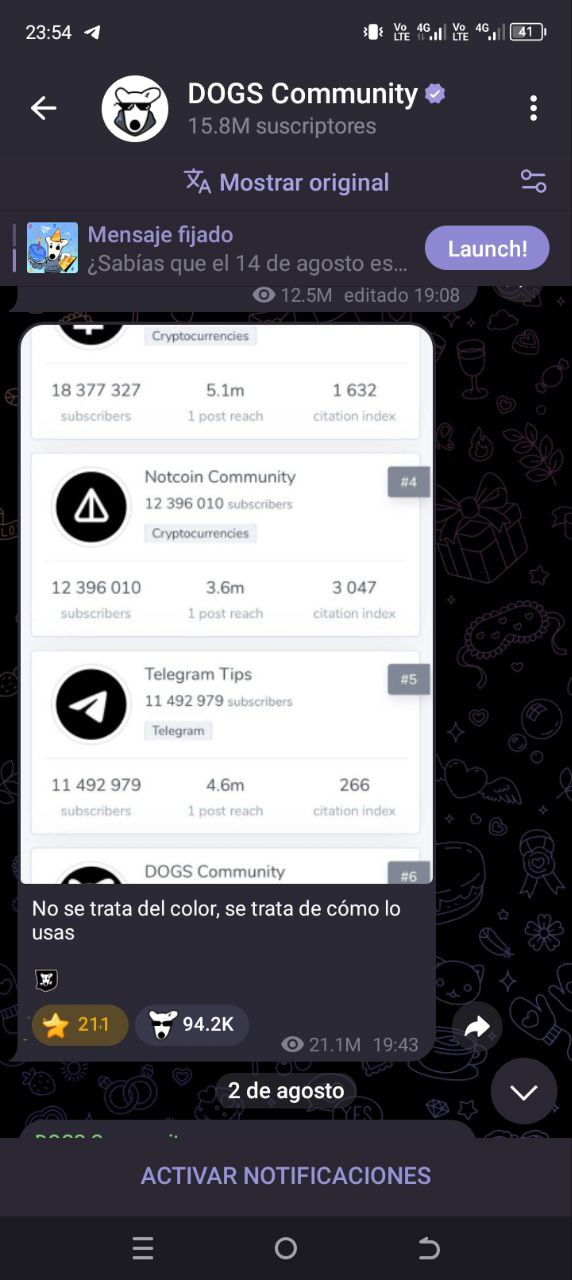 23:54
Vo LTE 4G Vo LTE 4G 41
DOGS Community
15.8M suscriptores
Mostrar original
Mensaje fijado
¿Sabías que el 14 de agosto es...
Launch!
12.5M editado 19:08
Cryptocurrencies
18 377 327 5.1m 1 632
subscribers 1 post reach citation index
Notcoin Community #4
12 396 010 subscribers
Cryptocurrencies
12 396 010 3.6m 3 047
subscribers 1 post reach citation index
Telegram Tips #5
11 492 979 subscribers
Telegram
11 492 979 4.6m 266
subscribers 1 post reach citation index
DOGS Community #6
No se trata del color, se trata de cómo lo
usas
211 94.2K
21.1M 19:43
2 de agosto
DOGS Community
ACTIVAR NOTIFICACIONES